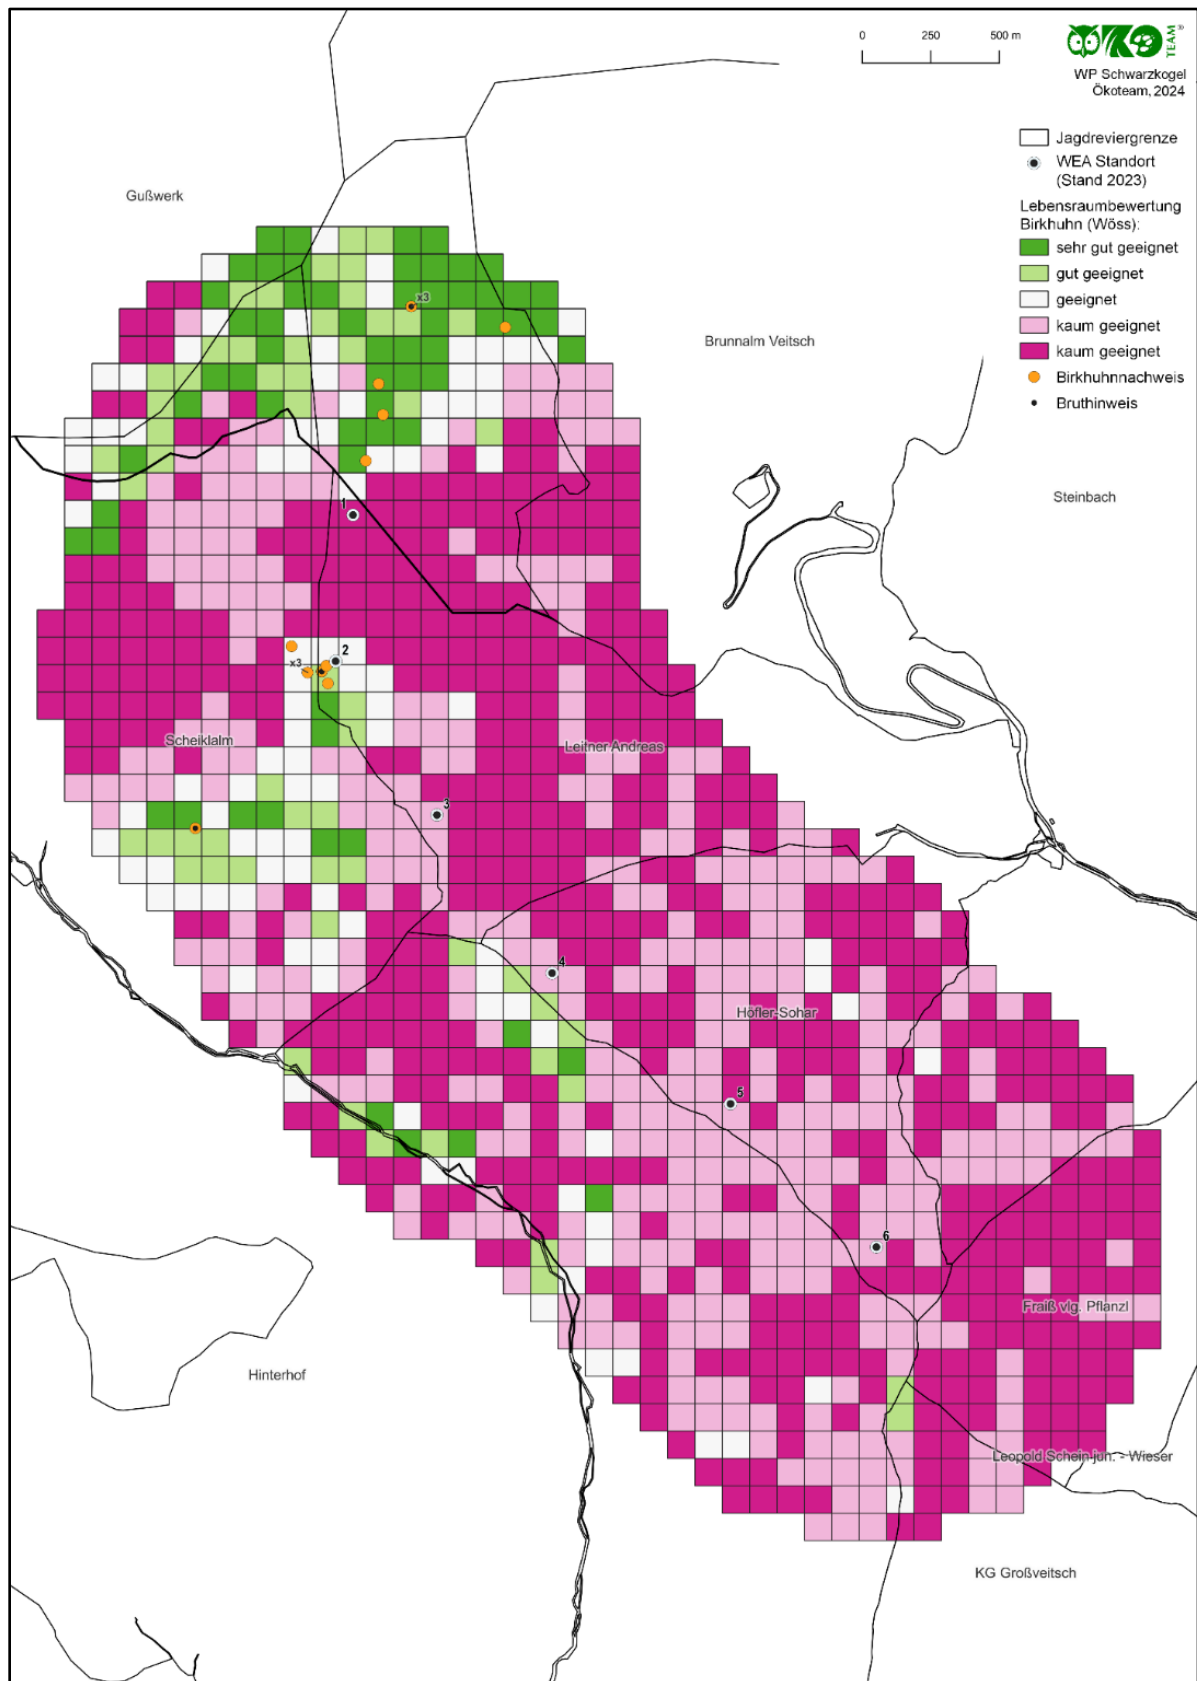 0 250 500 m
ÖKO TEAM ®
WP Schwarzkogel
Ökoteam, 2024
Jagdreviergrenze
WEA Standort
(Stand 2023)
Lebensraumbewertung
Birkhuhn (Wöss):
sehr gut geeignet
gut geeignet
geeignet
kaum geeignet
kaum geeignet
Birkhuhnnachweis
Bruthinweis
Gußwerk
x3
Brunnalm Veitsch
Steinbach
1
2
x3
Scheiklalm
Leitner Andreas
3
4
Höfler-Sohar
5
6
Fraiß vlg. Pflanzl
Hinterhof
Leopold Schein jun. - Wieser
KG Großveitsch